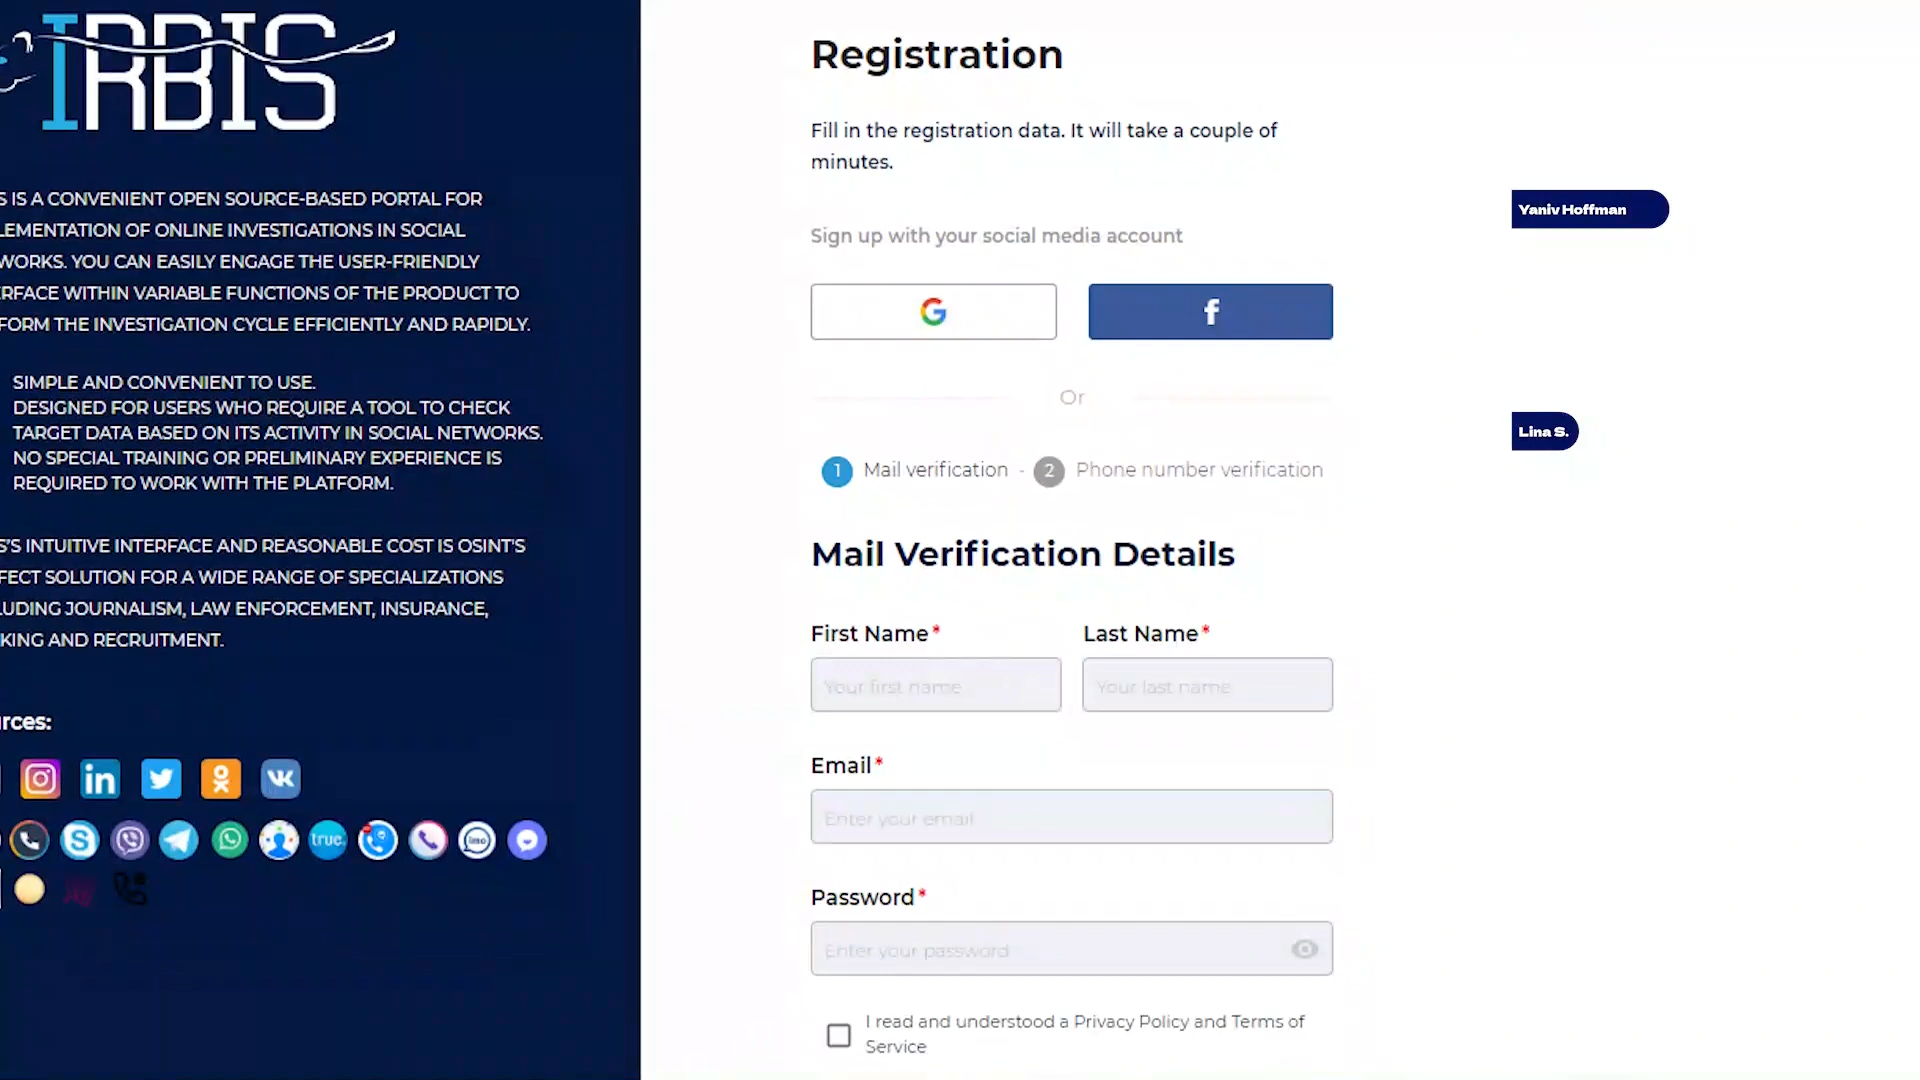 IRBIS
S IS A CONVENIENT OPEN SOURCE-BASED PORTAL FOR
LEMENTATION OF ONLINE INVESTIGATIONS IN SOCIAL
WORKS. YOU CAN EASILY ENGAGE THE USER-FRIENDLY
RFACE WITHIN VARIABLE FUNCTIONS OF THE PRODUCT TO
FORM THE INVESTIGATION CYCLE EFFICIENTLY AND RAPIDLY.
SIMPLE AND CONVENIENT TO USE.
DESIGNED FOR USERS WHO REQUIRE A TOOL TO CHECK
TARGET DATA BASED ON ITS ACTIVITY IN SOCIAL NETWORKS.
NO SPECIAL TRAINING OR PRELIMINARY EXPERIENCE IS
REQUIRED TO WORK WITH THE PLATFORM.
S'S INTUITIVE INTERFACE AND REASONABLE COST IS OSINT'S
FECT SOLUTION FOR A WIDE RANGE OF SPECIALIZATIONS
LUDING JOURNALISM, LAW ENFORCEMENT, INSURANCE,
KING AND RECRUITMENT.
rces:
in
true.
imo
Registration
Fill in the registration data. It will take a couple of
minutes.
Sign up with your social media account
G f
Or
1 Mail verification - 2 Phone number verification
Mail Verification Details
First Name* Last Name*
Your first name Your last name
Email*
Enter your email
Password*
Enter your password
I read and understood a Privacy Policy and Terms of
Service
Yaniv Hoffman
Lina S.